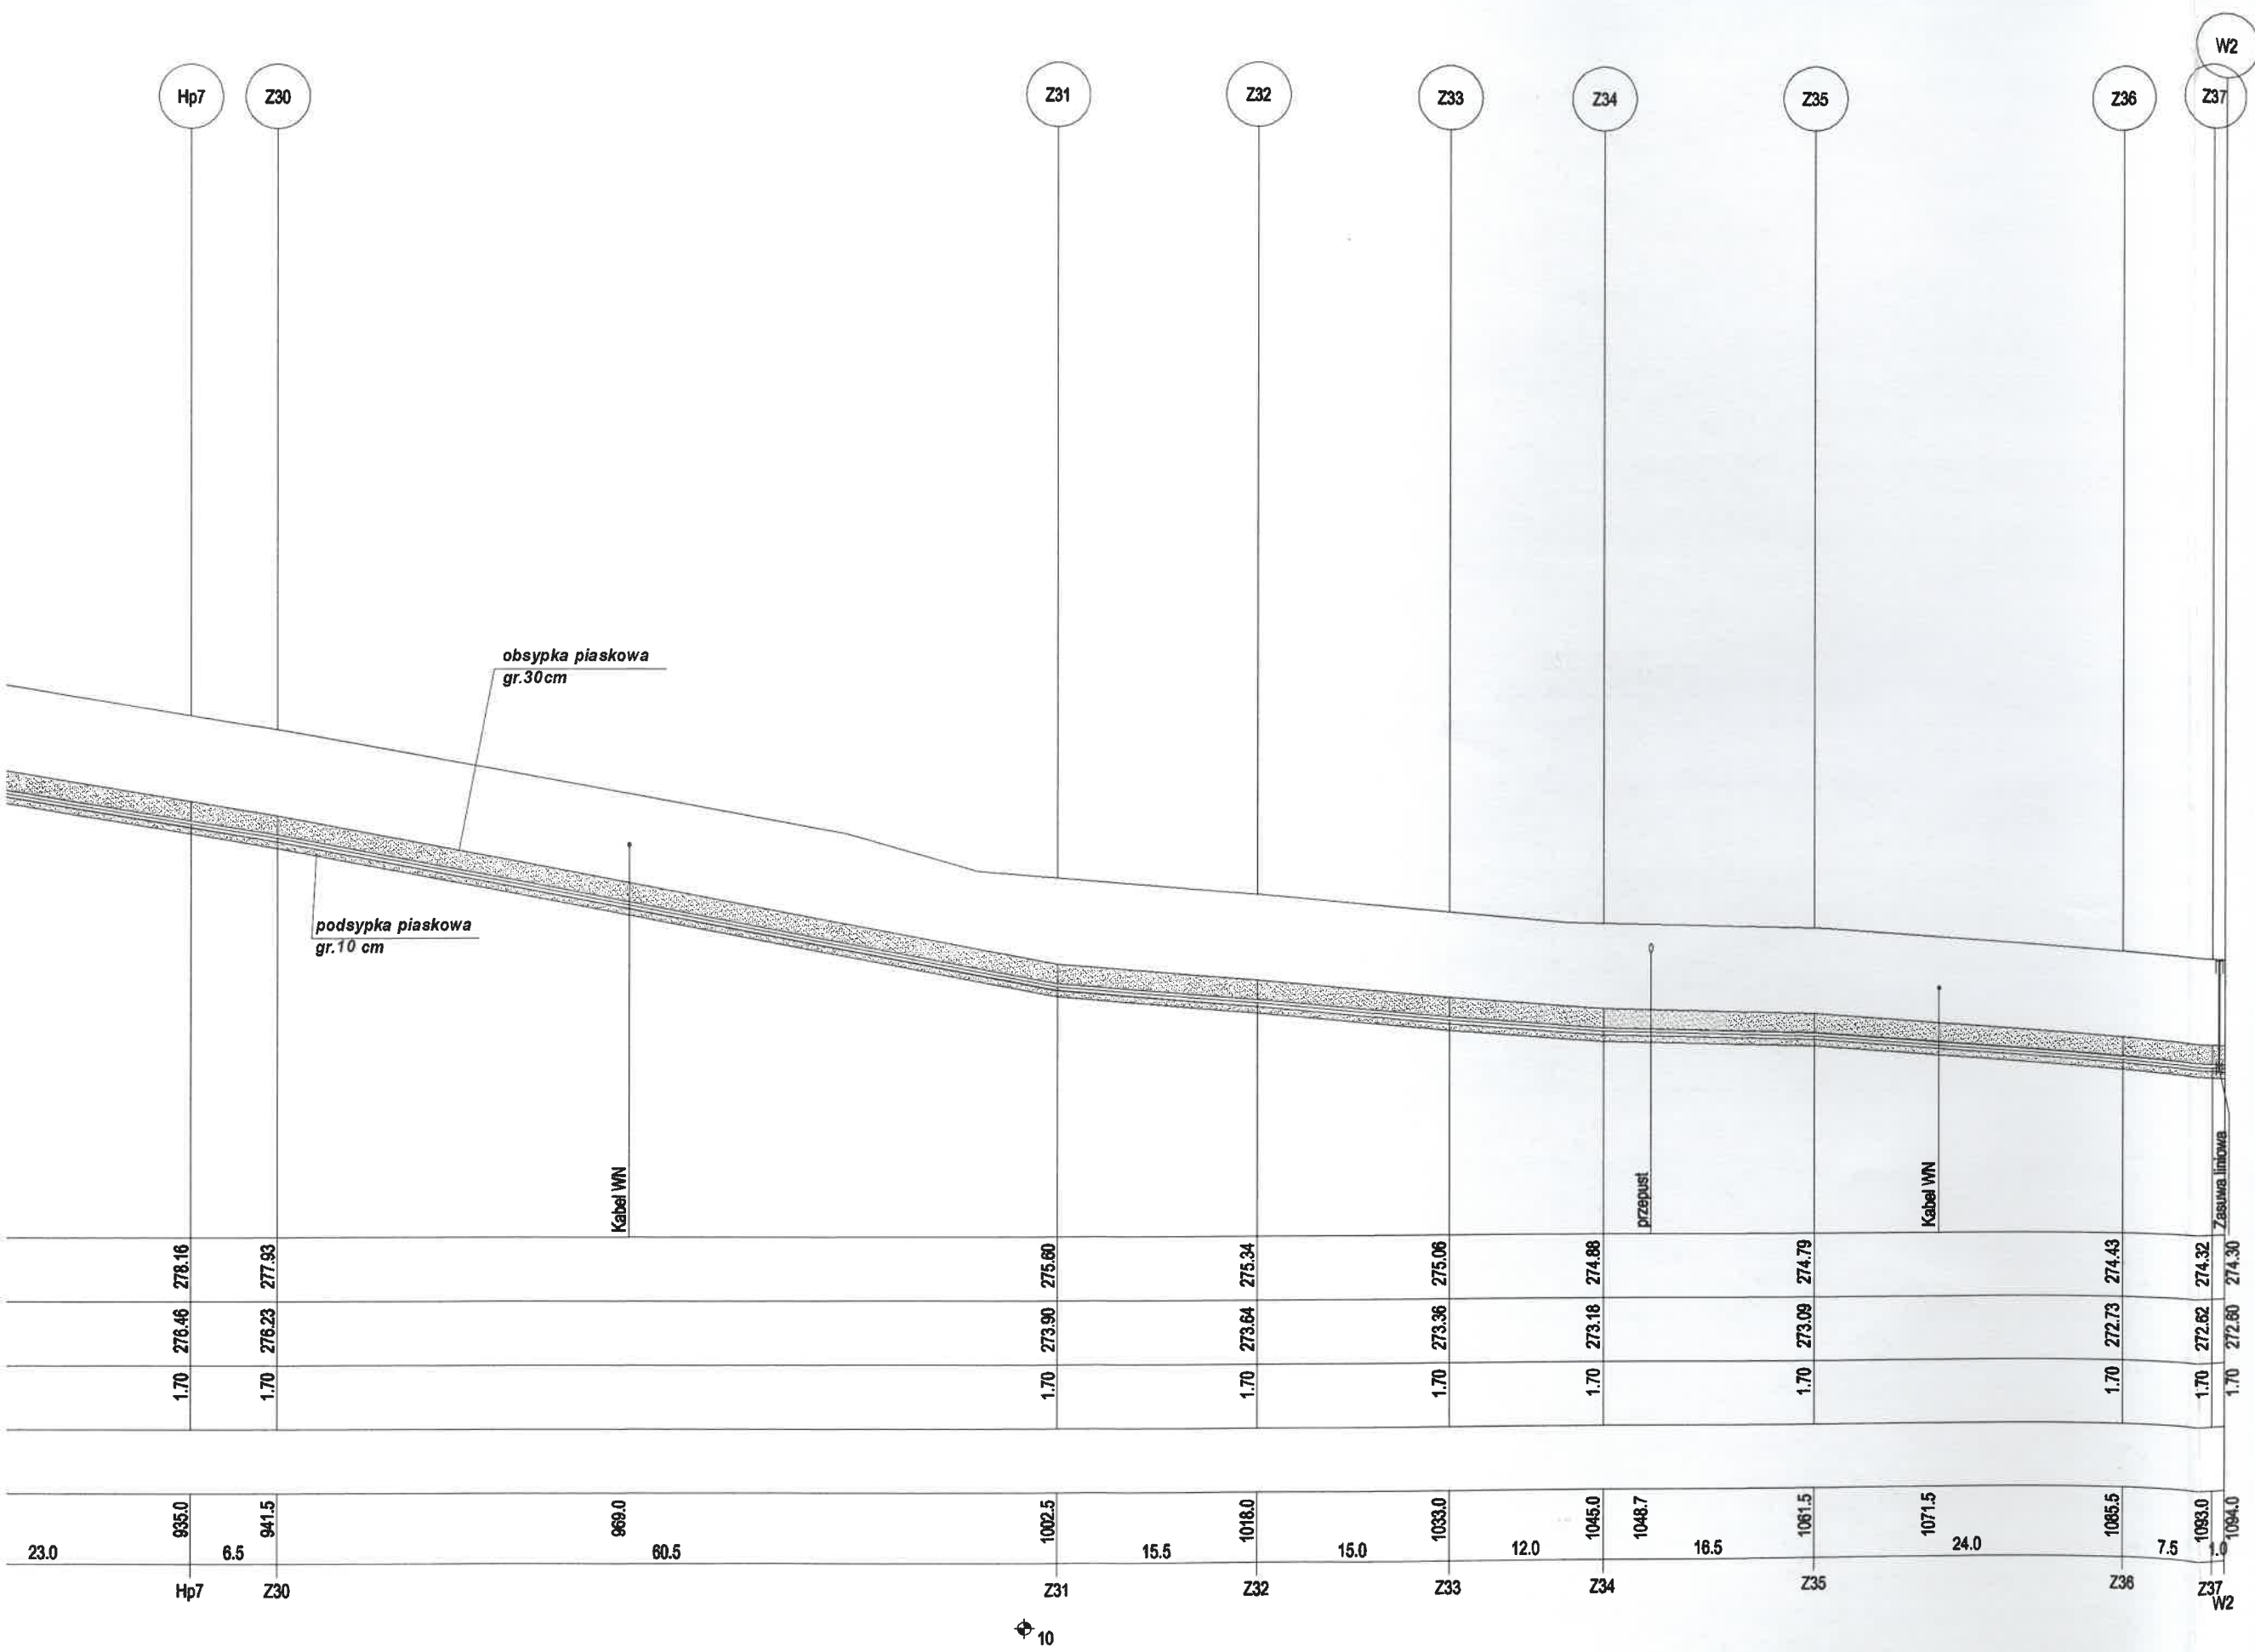 W2
Hp7 Z30 Z31 Z32 Z33 Z34 Z35 Z36 Z37
obsypka piaskowa
gr.30cm
podsypka piaskowa
gr.10 cm
Kabel WN
przepust
Kabel WN
Zasuwa liniowa
278.16 277.93 275.60 275.34 275.06 274.88 274.79 274.43 274.32 274.30
276.46 276.23 273.90 273.64 273.36 273.18 273.09 272.73 272.62 272.60
1.70 1.70 1.70 1.70 1.70 1.70 1.70 1.70 1.70 1.70
935.0 941.5 969.0 1002.5 1018.0 1033.0 1045.0 1048.7 1061.5 1071.5 1085.5 1093.0 1094.0
23.0 6.5 60.5 15.5 15.0 12.0 16.5 24.0 7.5 1.0
Hp7 Z30 Z31 Z32 Z33 Z34 Z35 Z36 Z37
W2
10